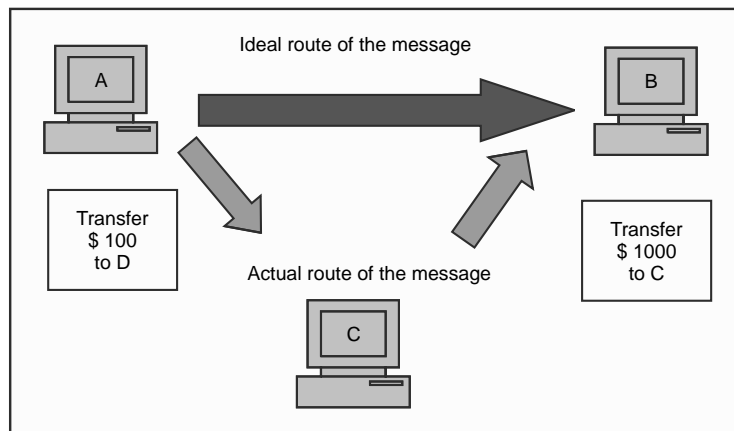 Ideal route of the message
A
B
Transfer
$ 100
to D
Transfer
$ 1000
to C
Actual route of the message
C